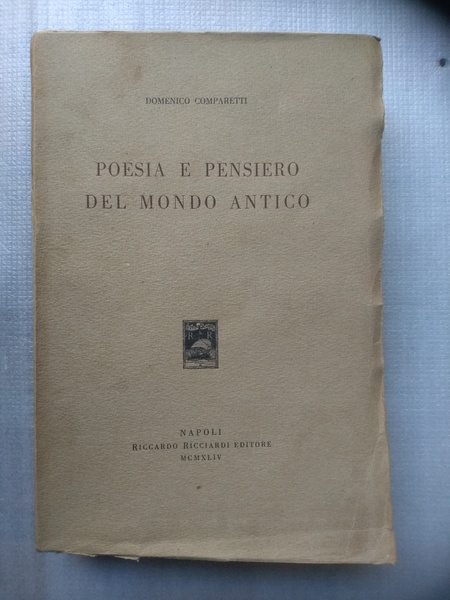 DOMENICO COMPARETTI
POESIA E PENSIERO
DEL MONDO ANTICO
R R
NAPOLI
RICCARDO RICCIARDI EDITORE
MCMXLIV